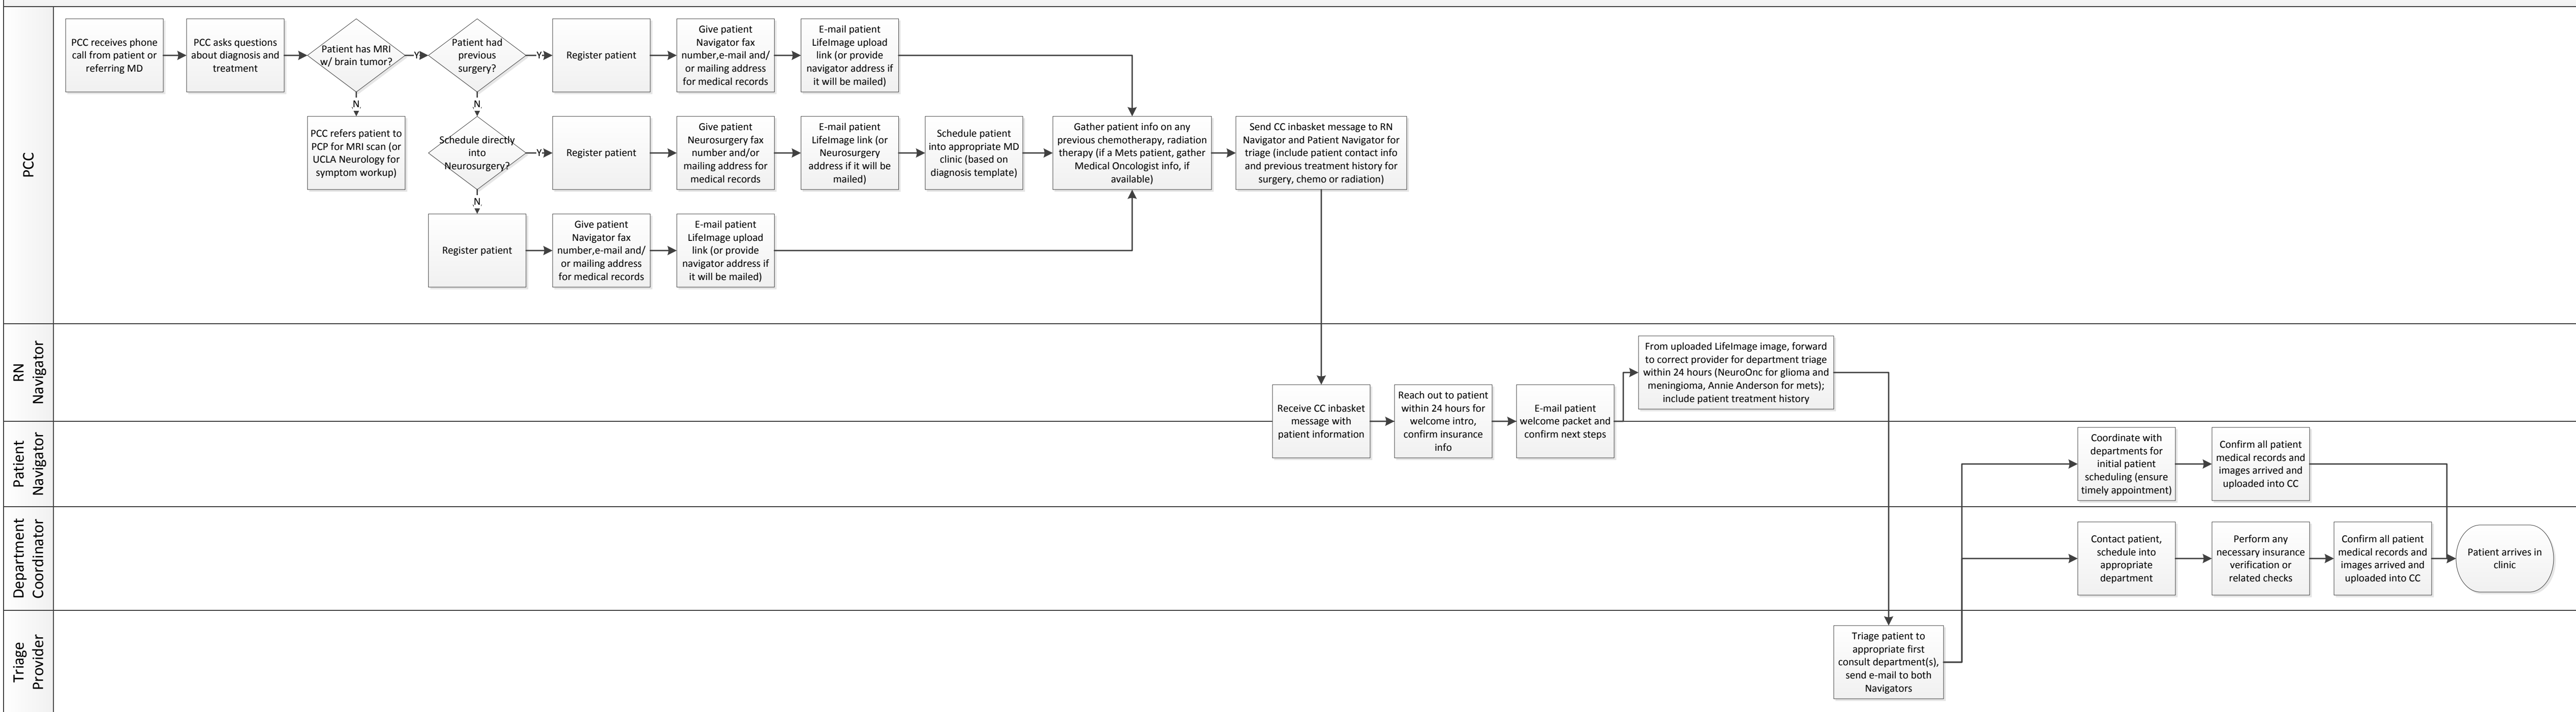 PCC
PCC receives phone
call from patient or
referring MD
PCC asks questions
about diagnosis and
treatment
Patient has MRI
w/ brain tumor?
Y
Patient had
previous
surgery?
Y
Register patient
Give patient
Navigator fax
number,e-mail and/
or mailing address
for medical records
E-mail patient
LifeImage upload
link (or provide
navigator address if
it will be mailed)
N
N
PCC refers patient to
PCP for MRI scan (or
UCLA Neurology for
symptom workup)
Schedule directly
into
Neurosurgery?
Y
Register patient
Give patient
Neurosurgery fax
number and/or
mailing address for
medical records
E-mail patient
LifeImage link (or
Neurosurgery
address if it will be
mailed)
Schedule patient
into appropriate MD
clinic (based on
diagnosis template)
Gather patient info on any
previous chemotherapy, radiation
therapy (if a Mets patient, gather
Medical Oncologist info, if
available)
Send CC inbasket message to RN
Navigator and Patient Navigator for
triage (include patient contact info
and previous treatment history for
surgery, chemo or radiation)
N
Register patient
Give patient
Navigator fax
number,e-mail and/
or mailing address
for medical records
E-mail patient
LifeImage upload
link (or provide
navigator address if
it will be mailed)
RN
Navigator
Receive CC inbasket
message with
patient information
Reach out to patient
within 24 hours for
welcome intro,
confirm insurance
info
E-mail patient
welcome packet and
confirm next steps
From uploaded LifeImage image, forward
to correct provider for department triage
within 24 hours (NeuroOnc for glioma and
meningioma, Annie Anderson for mets);
include patient treatment history
Patient
Navigator
Coordinate with
departments for
initial patient
scheduling (ensure
timely appointment)
Confirm all patient
medical records and
images arrived and
uploaded into CC
Department
Coordinator
Contact patient,
schedule into
appropriate
department
Perform any
necessary insurance
verification or
related checks
Confirm all patient
medical records and
images arrived and
uploaded into CC
Patient arrives in
clinic
Triage
Provider
Triage patient to
appropriate first
consult department(s),
send e-mail to both
Navigators